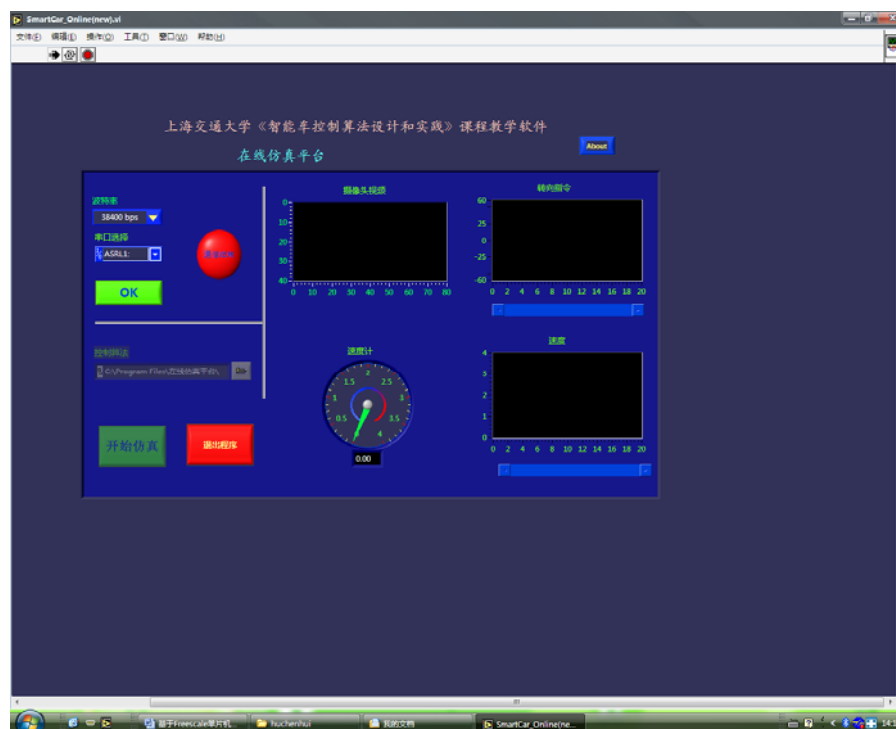 SmartCar_Online(new).vi
文件(F) 编辑(E) 操作(O) 工具(T) 窗口(W) 帮助(H)
上海交通大学《智能车控制算法设计和实践》课程教学软件
在线仿真平台
About
波特率
38400 bps
串口选择
ASRL1:
OK
控制算法
C:\Program Files\在线仿真平台\
开始仿真
退出程序
摄像头视频
0
10
20
30
40
0 10 20 30 40 50 60 70 80
转向指令
60
25
0
-25
-60
0 2 4 6 8 10 12 14 16 18 20
速度计
0.5 1 1.5 2 2.5 3 3.5 4
0.00
速度
4
3
2
1
0
0 2 4 6 8 10 12 14 16 18 20
基于Freescale单片机
huchenhui
我的文档
SmartCar_Online(ne...